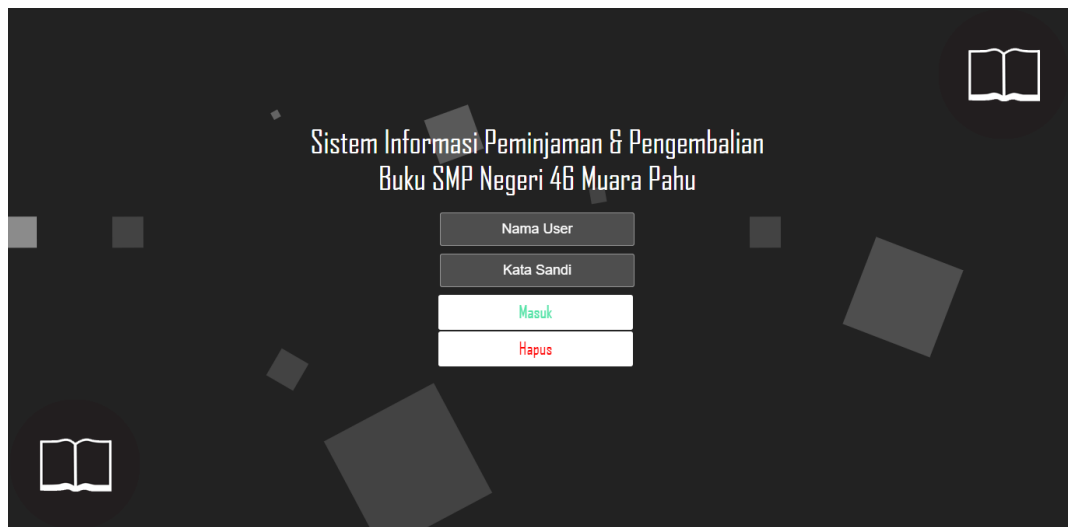 Sistem Informasi Peminjaman & Pengembalian
Buku SMP Negeri 46 Muara Pahu
Nama User
Kata Sandi
Masuk
Hapus